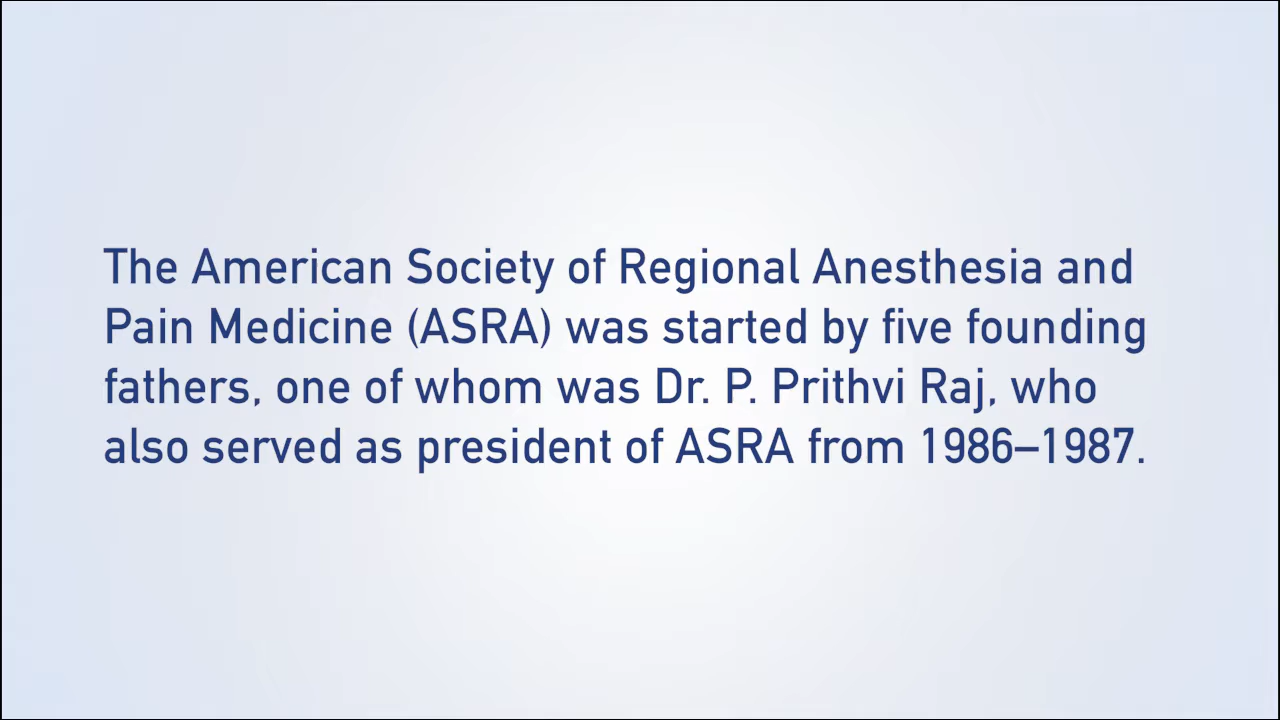 The American Society of Regional Anesthesia and
Pain Medicine (ASRA) was started by five founding
fathers, one of whom was Dr. P. Prithvi Raj, who
also served as president of ASRA from 1986–1987.